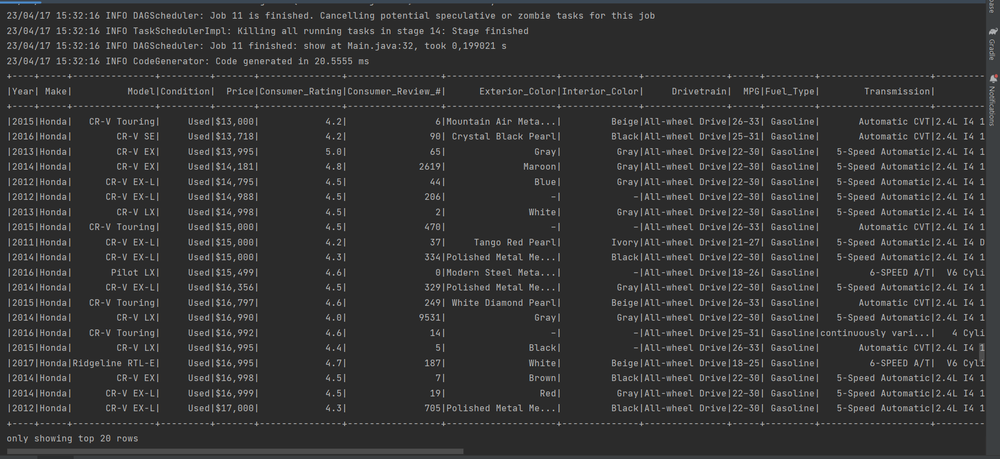 23/04/17 15:32:16 INFO DAGScheduler: Job 11 is finished. Cancelling potential speculative or zombie tasks for this job
23/04/17 15:32:16 INFO TaskSchedulerImpl: Killing all running tasks in stage 14: Stage finished
23/04/17 15:32:16 INFO DAGScheduler: Job 11 finished: show at Main.java:32, took 0,199021 s
23/04/17 15:32:16 INFO CodeGenerator: Code generated in 20.5555 ms
+----+-----+---------------+---------+-------+---------------+-----------------+--------------------+--------------+---------------+-----+---------+--------------------+---------
|Year| Make|          Model|Condition|  Price|Consumer_Rating|Consumer_Review_#|      Exterior_Color|Interior_Color|     Drivetrain|  MPG|Fuel_Type|        Transmission|
+----+-----+---------------+---------+-------+---------------+-----------------+--------------------+--------------+---------------+-----+---------+--------------------+---------
|2015|Honda|   CR-V Touring|     Used|$13,000|            4.2|                6|Mountain Air Meta...|         Beige|All-wheel Drive|26-33| Gasoline|       Automatic CVT|2.4L I4 1
|2016|Honda|        CR-V SE|     Used|$13,718|            4.2|               90| Crystal Black Pearl|         Black|All-wheel Drive|25-31| Gasoline|       Automatic CVT|2.4L I4 1
|2013|Honda|        CR-V EX|     Used|$13,995|            5.0|               65|                Gray|          Gray|All-wheel Drive|22-30| Gasoline|   5-Speed Automatic|2.4L I4 1
|2014|Honda|        CR-V EX|     Used|$14,181|            4.8|             2619|              Maroon|          Gray|All-wheel Drive|22-30| Gasoline|   5-Speed Automatic|2.4L I4 1
|2012|Honda|      CR-V EX-L|     Used|$14,795|            4.5|               44|                Blue|          Gray|All-wheel Drive|22-30| Gasoline|   5-Speed Automatic|2.4L I4 1
|2012|Honda|      CR-V EX-L|     Used|$14,988|            4.5|              206|                   –|             –|All-wheel Drive|22-30| Gasoline|   5-Speed Automatic|2.4L I4 1
|2013|Honda|        CR-V LX|     Used|$14,998|            4.5|                2|               White|          Gray|All-wheel Drive|22-30| Gasoline|   5-Speed Automatic|2.4L I4 1
|2015|Honda|   CR-V Touring|     Used|$15,000|            4.5|              470|                   –|             –|All-wheel Drive|26-33| Gasoline|       Automatic CVT|2.4L I4 1
|2011|Honda|      CR-V EX-L|     Used|$15,000|            4.2|               37|     Tango Red Pearl|         Ivory|All-wheel Drive|21-27| Gasoline|   5-Speed Automatic|2.4L I4 D
|2014|Honda|      CR-V EX-L|     Used|$15,000|            4.3|              334|Polished Metal Me...|         Black|All-wheel Drive|22-30| Gasoline|   5-Speed Automatic|2.4L I4 1
|2016|Honda|       Pilot LX|     Used|$15,499|            4.6|                0|Modern Steel Meta...|             –|All-wheel Drive|18-26| Gasoline|         6-SPEED A/T|  V6 Cyli
|2014|Honda|      CR-V EX-L|     Used|$16,356|            4.5|              329|Polished Metal Me...|          Gray|All-wheel Drive|22-30| Gasoline|   5-Speed Automatic|2.4L I4 1
|2015|Honda|   CR-V Touring|     Used|$16,797|            4.6|              249| White Diamond Pearl|         Beige|All-wheel Drive|26-33| Gasoline|       Automatic CVT|2.4L I4 1
|2014|Honda|        CR-V LX|     Used|$16,990|            4.0|             9531|                Gray|          Gray|All-wheel Drive|22-30| Gasoline|   5-Speed Automatic|2.4L I4 1
|2016|Honda|   CR-V Touring|     Used|$16,992|            4.6|               14|                   –|             –|All-wheel Drive|25-31| Gasoline|continuously vari...|   4 Cyli
|2015|Honda|        CR-V LX|     Used|$16,995|            4.4|                5|               Black|             –|All-wheel Drive|26-33| Gasoline|       Automatic CVT|2.4L I4 1
|2017|Honda|Ridgeline RTL-E|     Used|$16,995|            4.7|              187|               White|         Beige|All-wheel Drive|18-25| Gasoline|         6-SPEED A/T|  V6 Cyli
|2014|Honda|        CR-V EX|     Used|$16,998|            4.5|                7|               Brown|         Black|All-wheel Drive|22-30| Gasoline|   5-Speed Automatic|2.4L I4 1
|2014|Honda|      CR-V EX-L|     Used|$16,999|            4.5|               19|                 Red|          Gray|All-wheel Drive|22-30| Gasoline|   5-Speed Automatic|2.4L I4 1
|2012|Honda|      CR-V EX-L|     Used|$17,000|            4.3|              705|Polished Metal Me...|         Black|All-wheel Drive|22-30| Gasoline|   5-Speed Automatic|2.4L I4 1
+----+-----+---------------+---------+-------+---------------+-----------------+--------------------+--------------+---------------+-----+---------+--------------------+---------
only showing top 20 rows
Gradle
Notifications